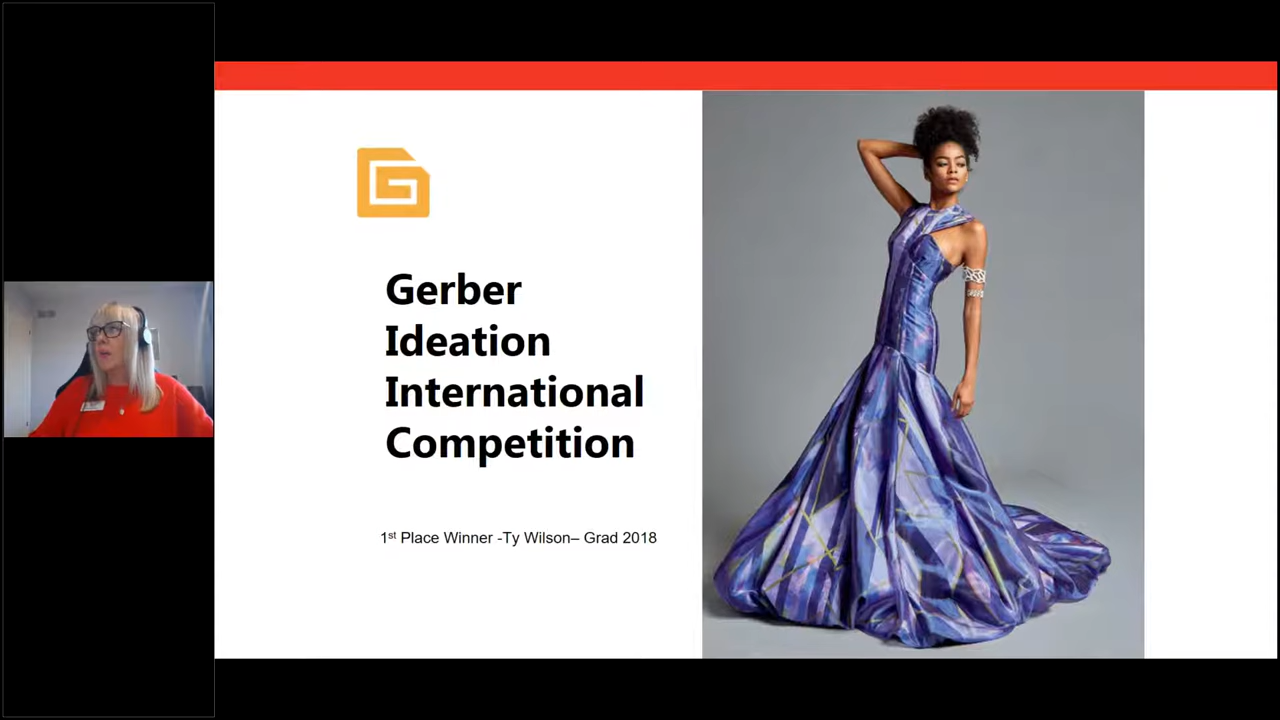 Gerber
Ideation
International
Competition
1st Place Winner -Ty Wilson– Grad 2018